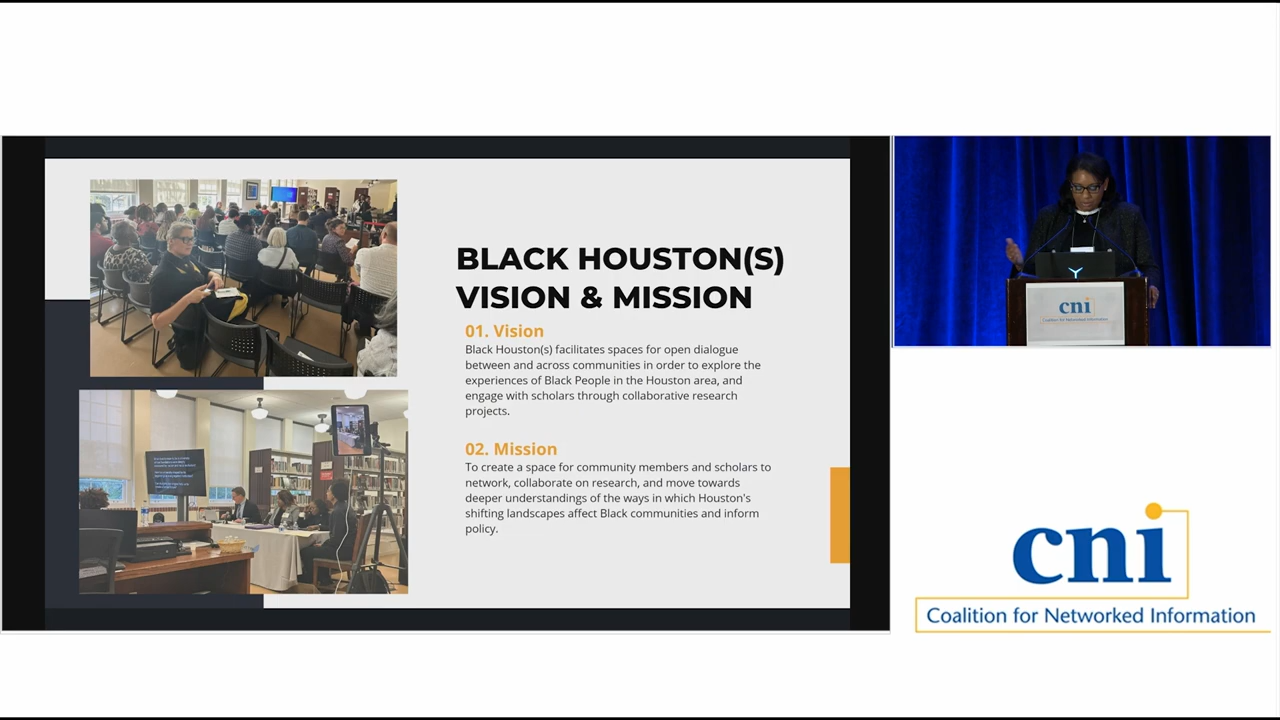 BLACK HOUSTON(S)
VISION & MISSION
01. Vision
Black Houston(s) facilitates spaces for open dialogue
between and across communities in order to explore the
experiences of Black People in the Houston area, and
engage with scholars through collaborative research
projects.
02. Mission
To create a space for community members and scholars to
network, collaborate on research, and move towards
deeper understandings of the ways in which Houston's
shifting landscapes affect Black communities and inform
policy.
cni
Coalition for Networked Information
cni
Coalition for Networked Information